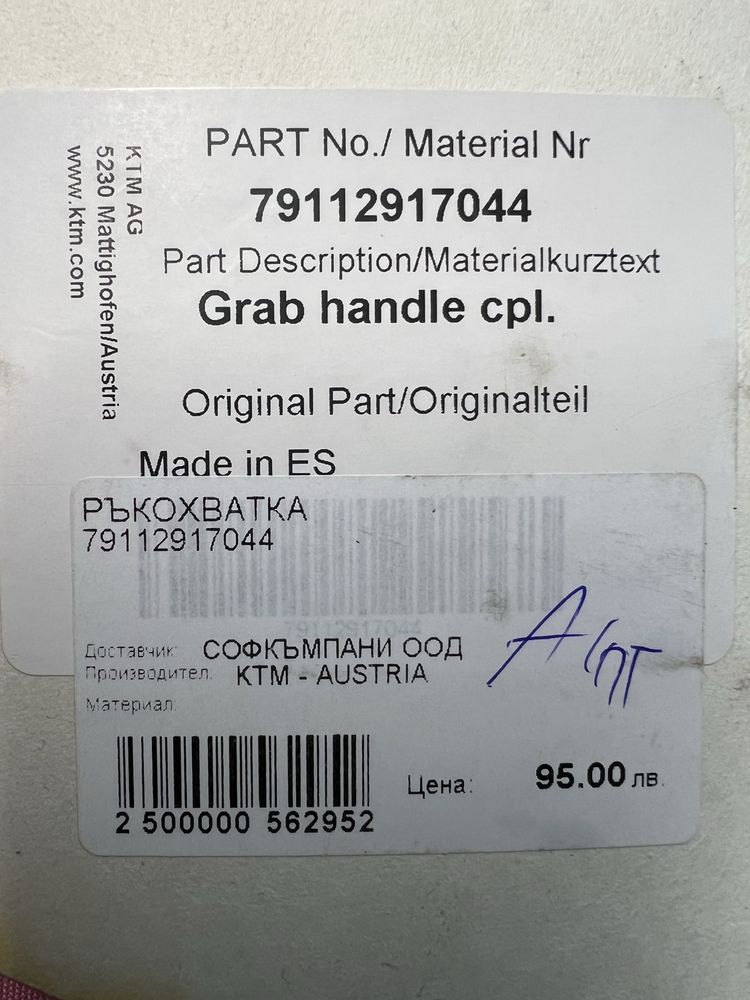 PART No./ Material Nr
79112917044
Part Description/Materialkurztext
Grab handle cpl.
Original Part/Originalteil
Made in ES
KTM AG
5230 Mattighofen/Austria
www.ktm.com
РЪКОХВАТКА
79112917044
79112917044
Доставчик: СОФКЪМПАНИ ООД
Производител: KTM - AUSTRIA
Материал:
2 500000 562952
Цена: 95.00 лв.